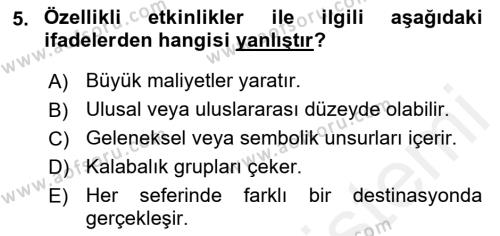 5. Özellikli etkinlikler ile ilgili aşağıdaki
ifadelerden hangisi yanlıştır?
A) Büyük maliyetler yaratır.
B) Ulusal veya uluslararası düzeyde olabilir.
C) Geleneksel veya sembolik unsurları içerir.
D) Kalabalık grupları çeker.
E) Her seferinde farklı bir destinasyonda
gerçekleşir.